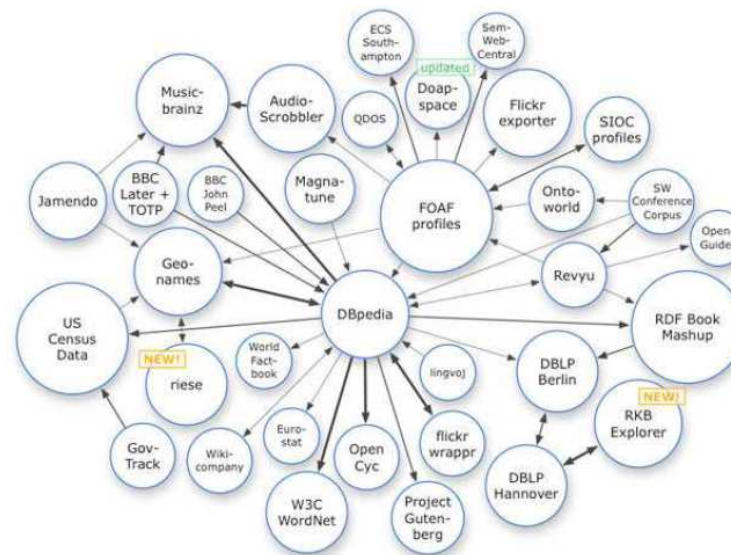 ECS
South-
ampton
Sem-
Web-
Central
updated
Doap-
space
Music-
brainz
Audio-
Scrobbler
Flickr
exporter
QDOS
SIOC
profiles
BBC
Later +
TOTP
BBC
John
Peel
Jamendo
Magna-
tune
FOAF
profiles
Onto-
world
SW
Conference
Corpus
Open-
Guides
Geo-
names
Revyu
US
Census
Data
DBpedia
RDF Book
Mashup
NEW!
riese
World
Fact-
book
lingvoj
DBLP
Berlin
NEW!
RKB
Explorer
Gov-
Track
Wiki-
company
Euro-
stat
Open
Cyc
flickr
wrappr
DBLP
Hannover
W3C
WordNet
Project
Guten-
berg